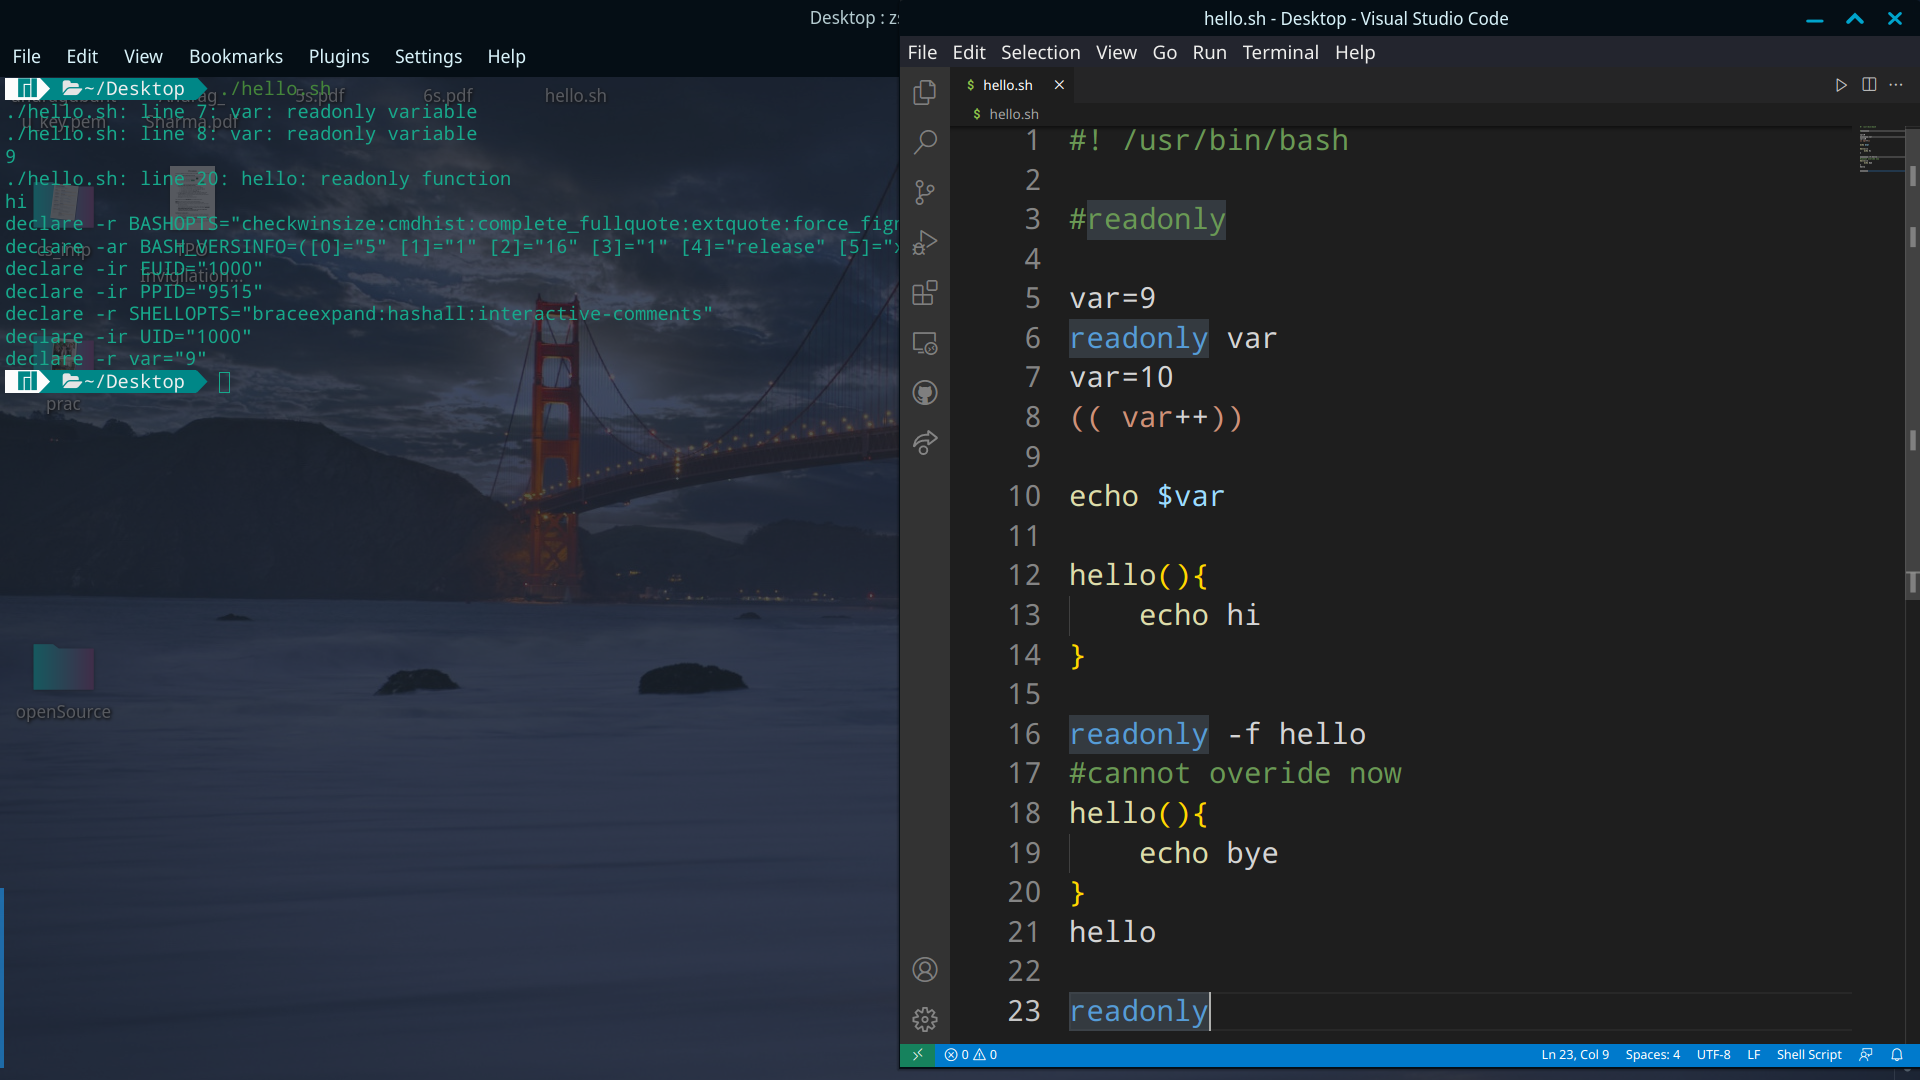 Desktop : zs
File Edit View Bookmarks Plugins Settings Help
~/Desktop ./hello.sh
./hello.sh: line 7: var: readonly variable
./hello.sh: line 8: var: readonly variable
9
./hello.sh: line 20: hello: readonly function
hi
declare -r BASHOPTS="checkwinsize:cmdhist:complete_fullquote:extquote:force_fign
declare -ar BASH_VERSINFO=([0]="5" [1]="1" [2]="16" [3]="1" [4]="release" [5]="x
declare -ir EUID="1000"
declare -ir PPID="9515"
declare -r SHELLOPTS="braceexpand:hashall:interactive-comments"
declare -ir UID="1000"
declare -r var="9"
~/Desktop
5s.pdf
6s.pdf
hello.sh
u_key.pem
Sharma.pdf
cs_imp
Invigilation...
prac
openSource
hello.sh - Desktop - Visual Studio Code
File Edit Selection View Go Run Terminal Help
$ hello.sh
$ hello.sh
1 #! /usr/bin/bash
2
3 #readonly
4
5 var=9
6 readonly var
7 var=10
8 (( var++))
9
10 echo $var
11
12 hello(){
13 echo hi
14 }
15
16 readonly -f hello
17 #cannot overide now
18 hello(){
19 echo bye
20 }
21 hello
22
23 readonly
0 0 Ln 23, Col 9 Spaces: 4 UTF-8 LF Shell Script